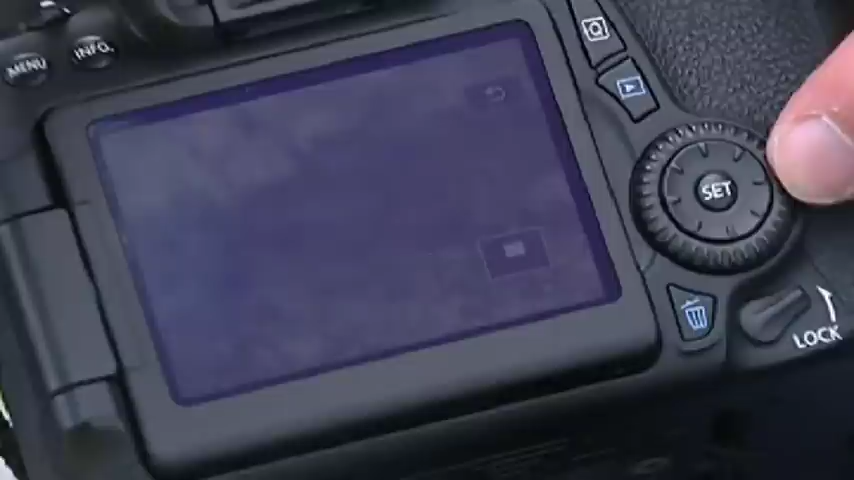 MENU
INFO.
Q
SET
LOCK